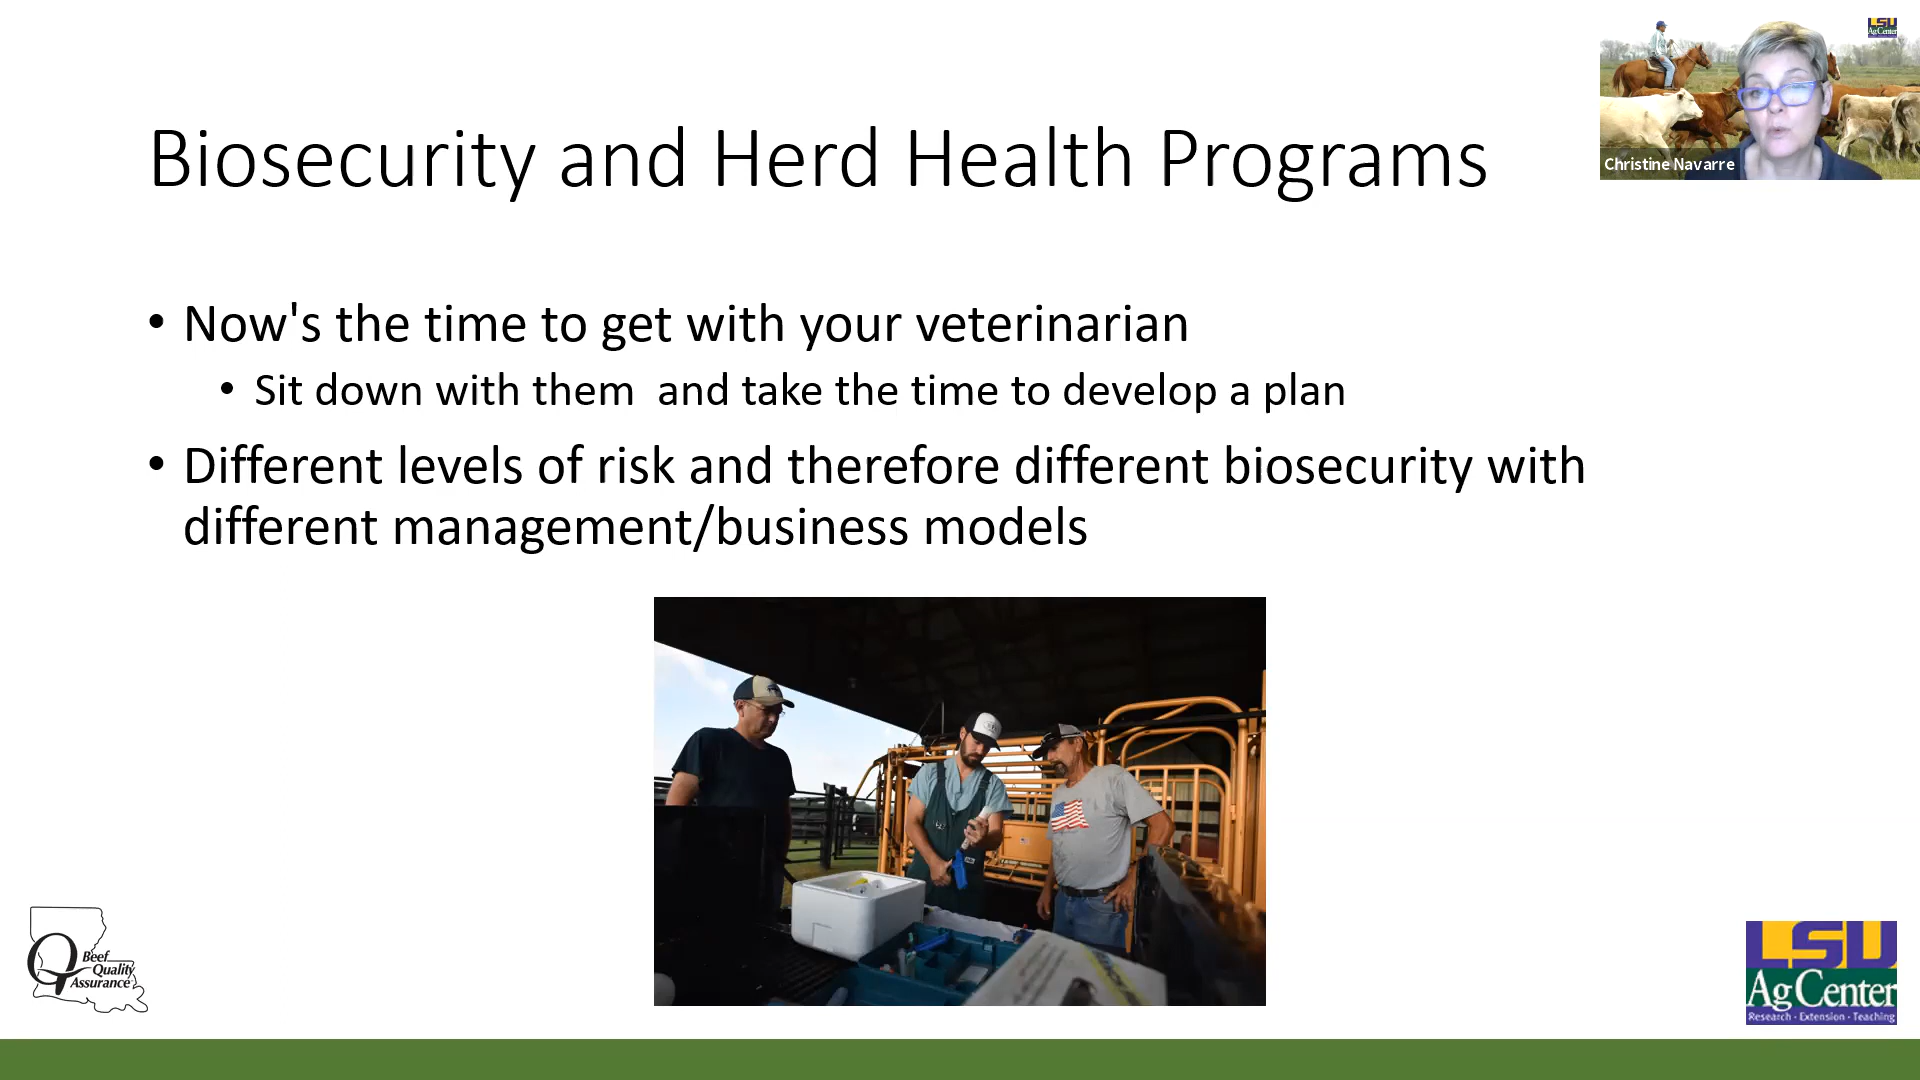 LSU
AgCenter
Christine Navarre
Biosecurity and Herd Health Programs
• Now's the time to get with your veterinarian
• Sit down with them  and take the time to develop a plan
• Different levels of risk and therefore different biosecurity with
different management/business models
Q
Beef
Quality
Assurance
LSU
AgCenter
Research · Extension · Teaching